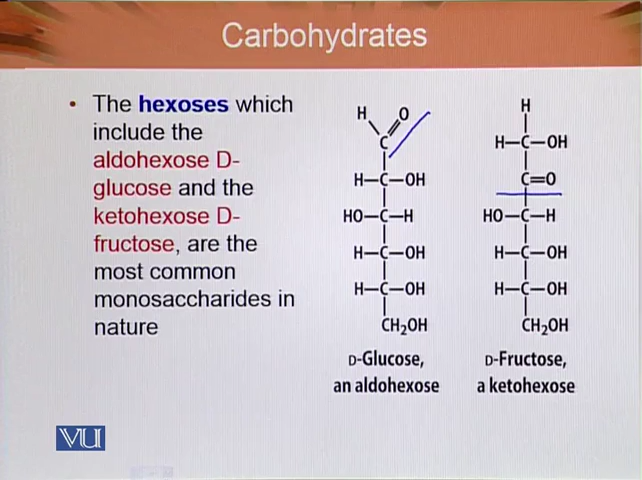 Carbohydrates
• The hexoses which
include the
aldohexose D-
glucose and the
ketohexose D-
fructose, are the
most common
monosaccharides in
nature
H O
C
H–C–OH
HO–C–H
H–C–OH
H–C–OH
CH₂OH
D-Glucose,
an aldohexose
H
H–C–OH
C=O
HO–C–H
H–C–OH
H–C–OH
CH₂OH
D-Fructose,
a ketohexose
VU